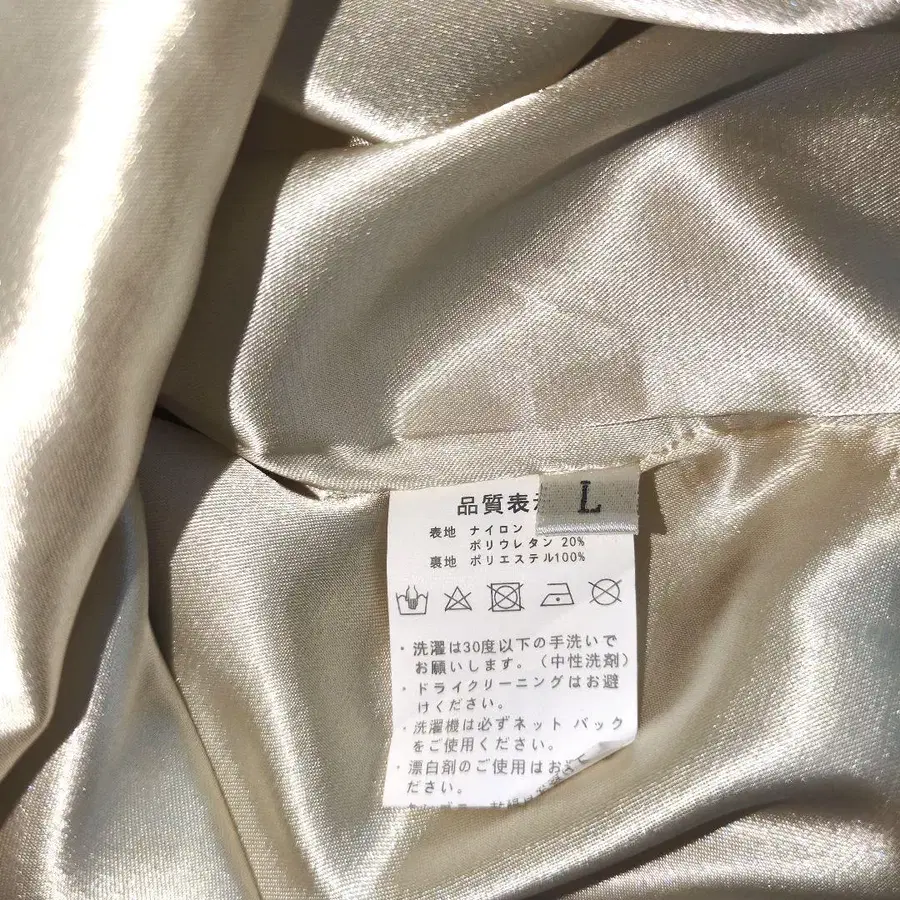 品質表
L
表地 ナイロン
ポリウレタン 20%
裏地 ポリエステル100%
・洗濯は30度以下の手洗いで
お願いします。(中性洗剤)
・ドライクリーニングはお避
けください。
・洗濯機は必ずネット バック
をご使用ください。
・漂白剤のご使用はお
ださい。